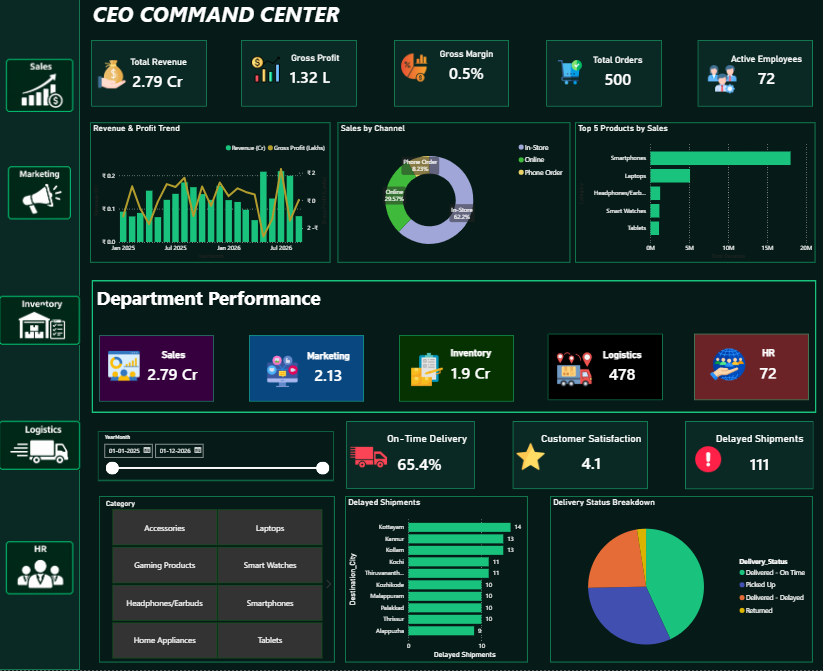 CEO COMMAND CENTER
Sales
Marketing
Inventory
Logistics
HR
Total Revenue
2.79 Cr
Gross Profit
1.32 L
Gross Margin
0.5%
Total Orders
500
Active Employees
72
Revenue & Profit Trend
Revenue (Cr) Gross Profit (Lakhs)
₹ 0.2
₹ 0.1
₹ 0.0
₹2
₹0
2 -₹
Jan 2025 Jul 2025 Jan 2026 Jul 2026
Sales by Channel
Phone Order
8.23%
Online
29.57%
In-Store
62.2%
In-Store
Online
Phone Order
Top 5 Products by Sales
Smartphones
Laptops
Headphones/Earb...
Smart Watches
Tablets
0M 5M 10M 15M 20M
Department Performance
Sales
2.79 Cr
Marketing
2.13
Inventory
1.9 Cr
Logistics
478
HR
72
YearMonth
01-01-2025 01-12-2026
On-Time Delivery
65.4%
Customer Satisfaction
4.1
Delayed Shipments
111
Category
Accessories Laptops
Gaming Products Smart Watches
Headphones/Earbuds Smartphones
Home Appliances Tablets
Delayed Shipments
Destination_City
Kottayam 14
Kannur 13
Kollam 13
Kochi 11
Thiruvananth... 11
Kozhikode 10
Malappuram 10
Palakkad 10
Thrissur 10
Alappuzha 9
0 10
Delayed Shipments
Delivery Status Breakdown
Delivery_Status
Delivered - On Time
Picked Up
Delivered - Delayed
Returned